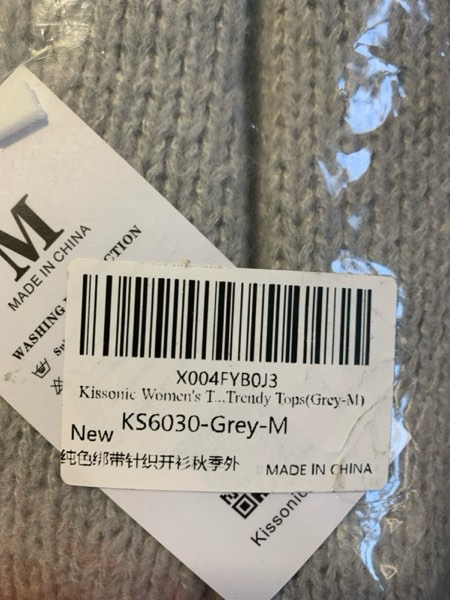 M
MADE IN CHINA
WASHING
X004FYB0J3
Kissonic Women's T...Trendy Tops(Grey-M)
KS6030-Grey-M
New
纯色绑带针织开衫秋季外
MADE IN CHINA
Kissonic